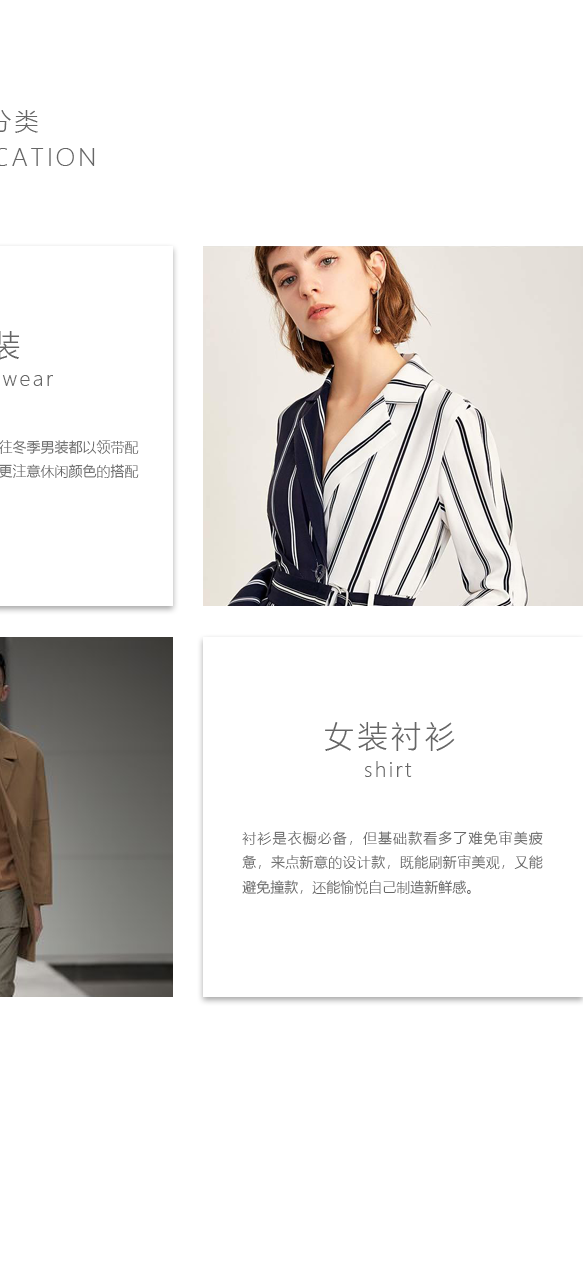 分类
CATION
装
wear
往冬季男装都以领带配
更注意休闲颜色的搭配
女装衬衫
shirt
衬衫是衣橱必备，但基础款看多了难免审美疲
惫，来点新意的设计款，既能刷新审美观，又能
避免撞款，还能愉悦自己制造新鲜感。